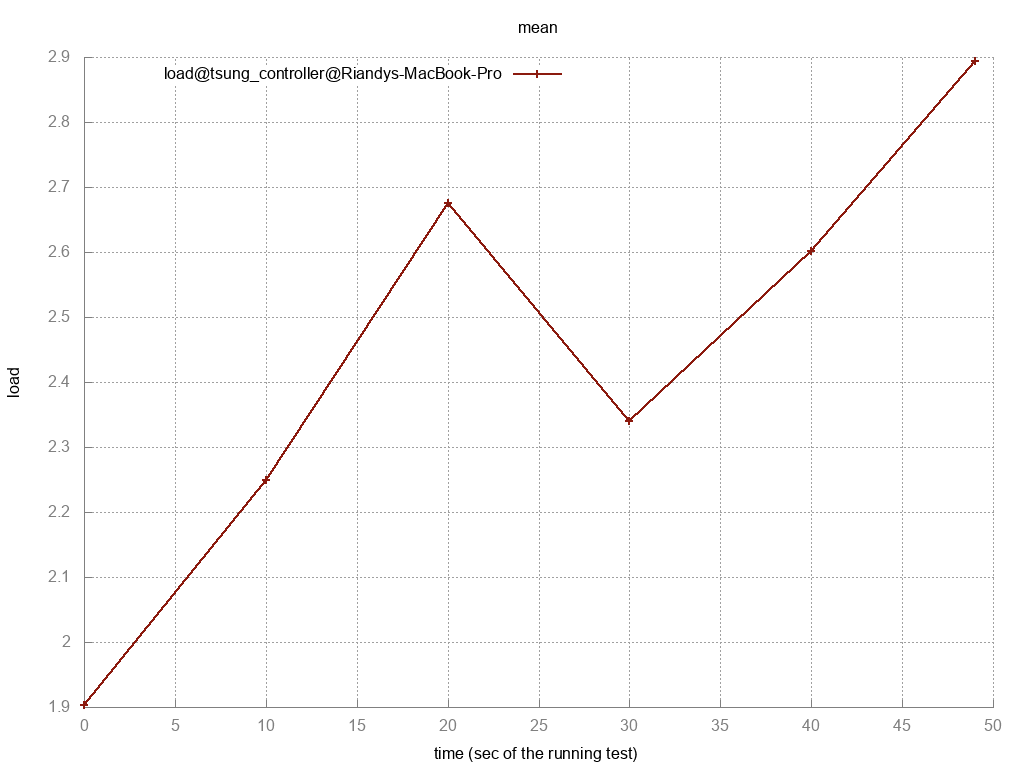 mean
load@tsung_controller@Riandys-MacBook-Pro
2.9
2.8
2.7
2.6
2.5
2.4
2.3
2.2
2.1
2
1.9
load
0 5 10 15 20 25 30 35 40 45 50
time (sec of the running test)